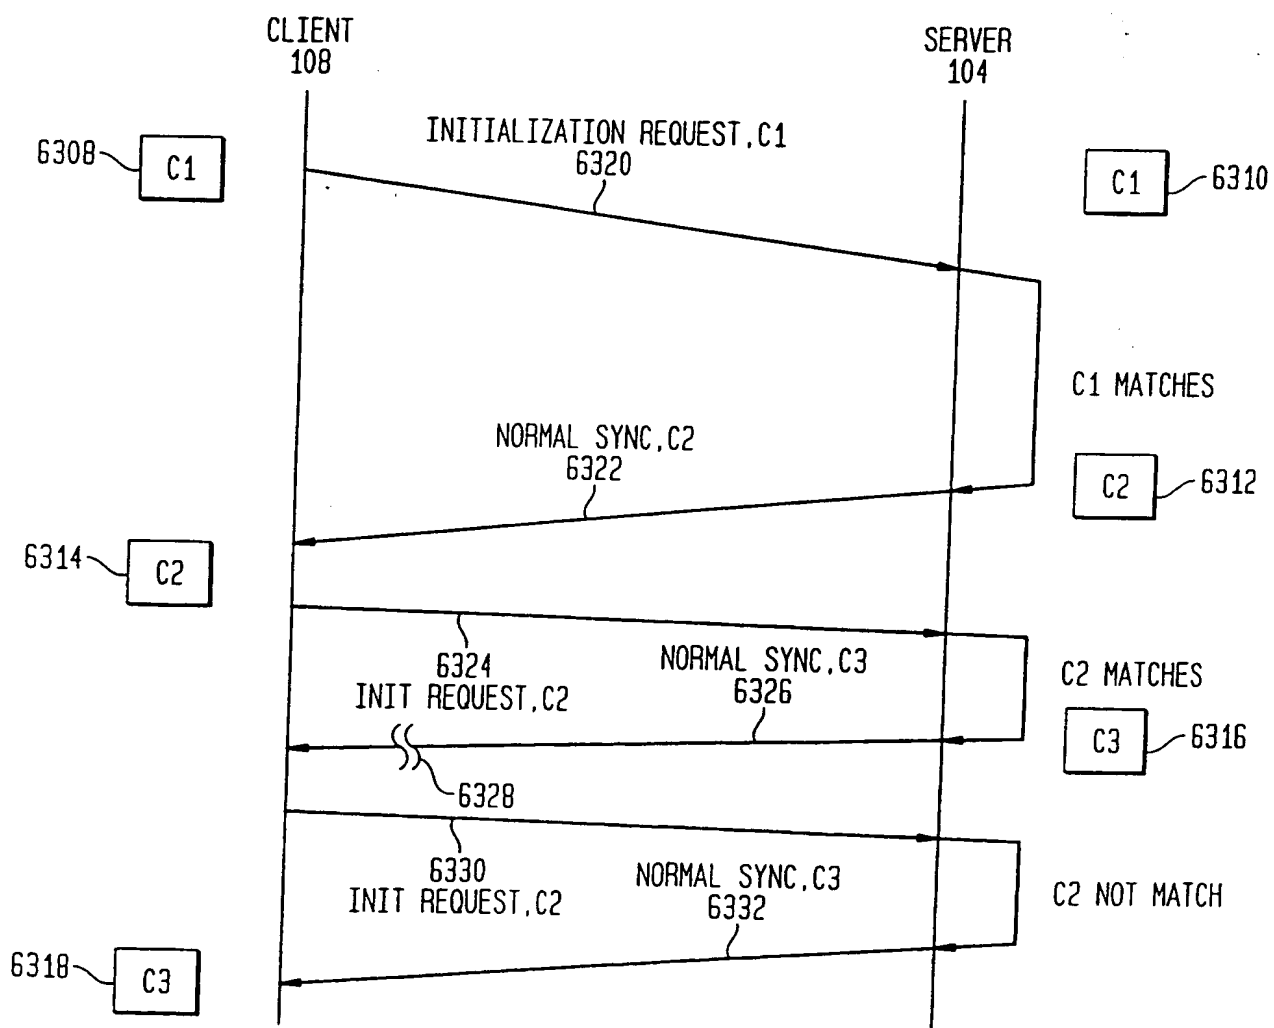 CLIENT
108
SERVER
104
INITIALIZATION REQUEST,C1
6320
6308
C1
C1
6310
C1 MATCHES
NORMAL SYNC,C2
6322
C2
6312
6314
C2
6324
INIT REQUEST,C2
NORMAL SYNC,C3
6326
C2 MATCHES
C3
6316
6328
6330
INIT REQUEST,C2
NORMAL SYNC,C3
6332
C2 NOT MATCH
6318
C3